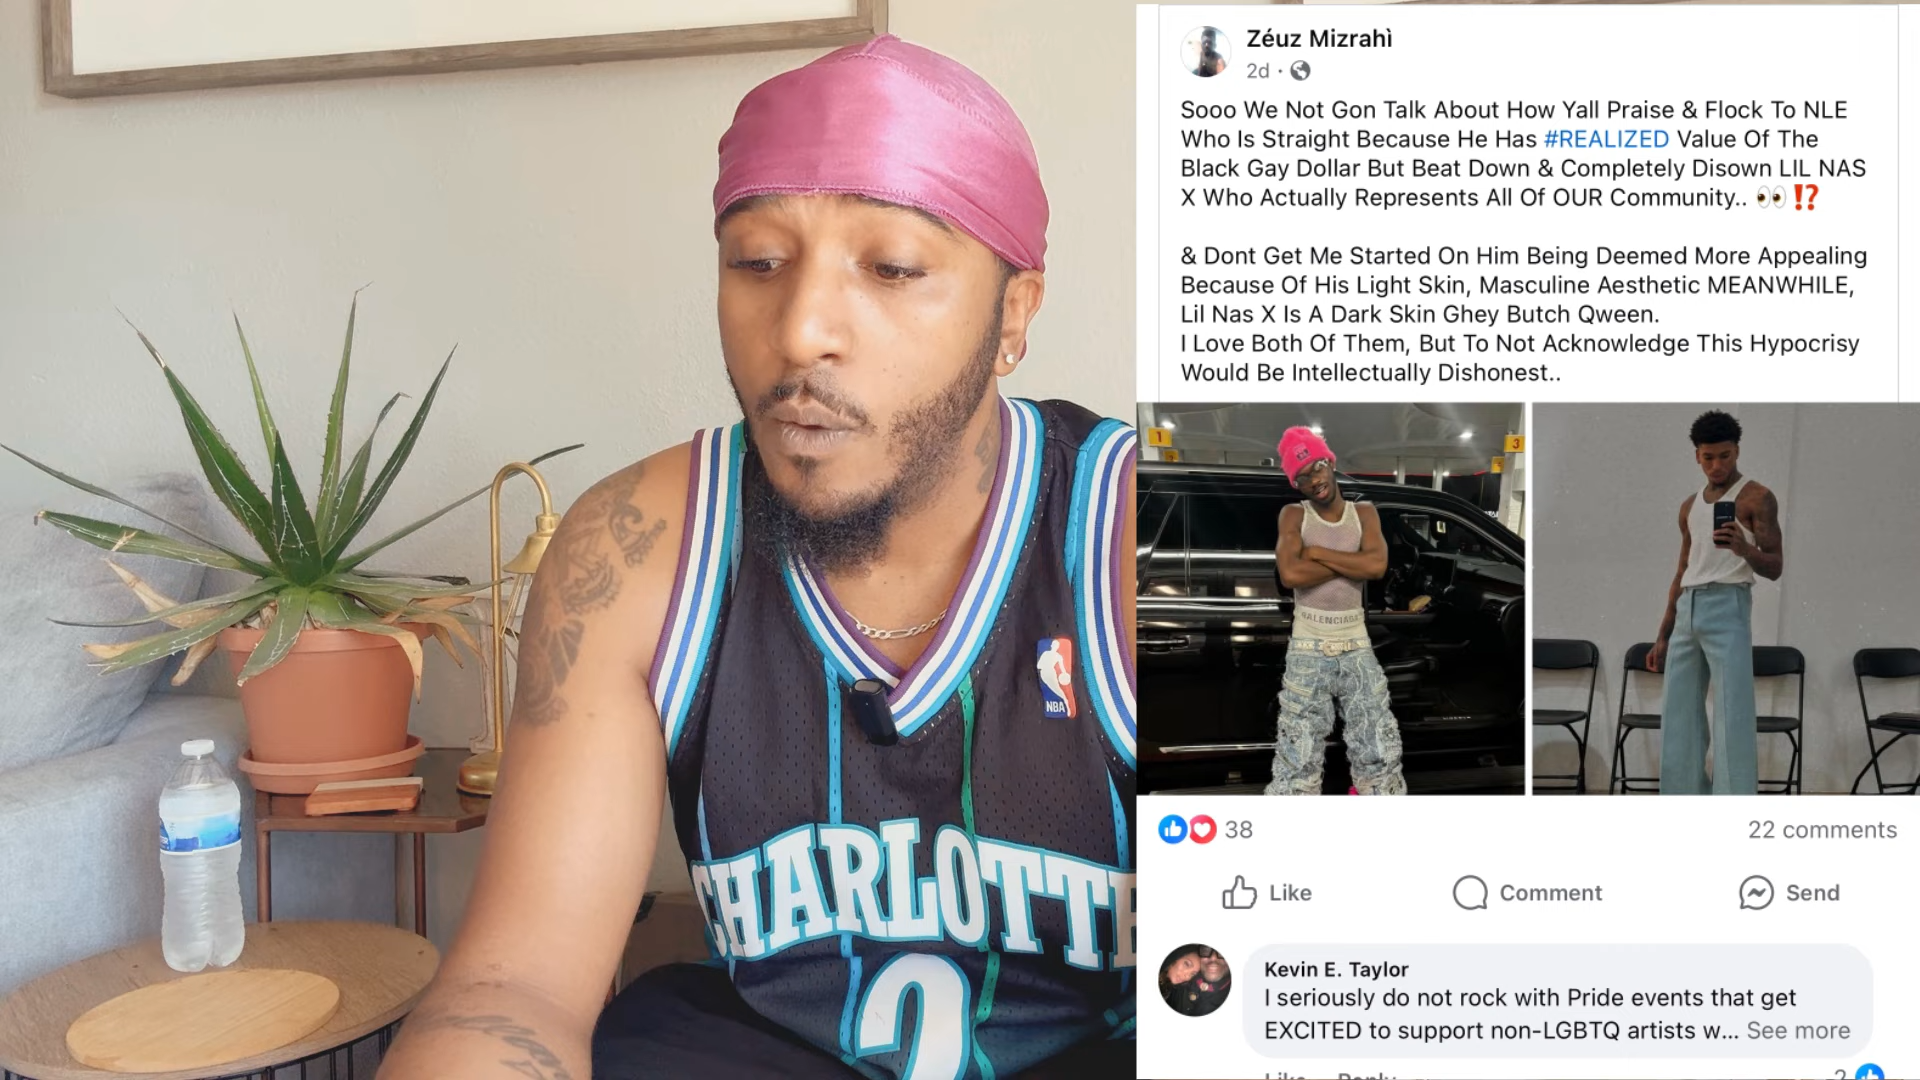 Zéuz Mizrahì
2d ·
Sooo We Not Gon Talk About How Yall Praise & Flock To NLE
Who Is Straight Because He Has #REALIZED Value Of The
Black Gay Dollar But Beat Down & Completely Disown LIL NAS
X Who Actually Represents All Of OUR Community.. 👀⁉️
& Dont Get Me Started On Him Being Deemed More Appealing
Because Of His Light Skin, Masculine Aesthetic MEANWHILE,
Lil Nas X Is A Dark Skin Ghey Butch Qween.
I Love Both Of Them, But To Not Acknowledge This Hypocrisy
Would Be Intellectually Dishonest..
1
3
BALENCIAGA
NBA
CHARLOTTE
2
38
22 comments
Like
Comment
Send
Kevin E. Taylor
I seriously do not rock with Pride events that get
EXCITED to support non-LGBTQ artists w... See more
Like
Reply
2